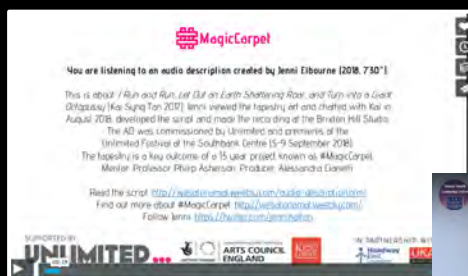 MagicCarpet
You are listening to an audio description created by Jenni Elbourne (2018, 7'30")
This is about I Run and Run, Let Out an Earth Shattering Roar, and Turn into a Giant
Octopussy (Kai Syng Tan 2017). Jenni viewed the tapestry art and chatted with Kai in
August 2018, developed the script and made the recording at the Brixton Hill Studio.
The AD was commissioned by Unlimited and premieres at the
Unlimited Festival at the Southbank Centre (5-9 September 2018).
The tapestry is a key outcome of a 15 year project known as #MagicCarpet.
Mentor: Professor Philip Asherson. Producer: Alessandra Cianetti
Read the script
Find out more about #MagicCarpet
Follow Jenni
SUPPORTED BY
IN PARTNERSHIP WITH
UNLIMITED...
ARTS COUNCIL
ENGLAND